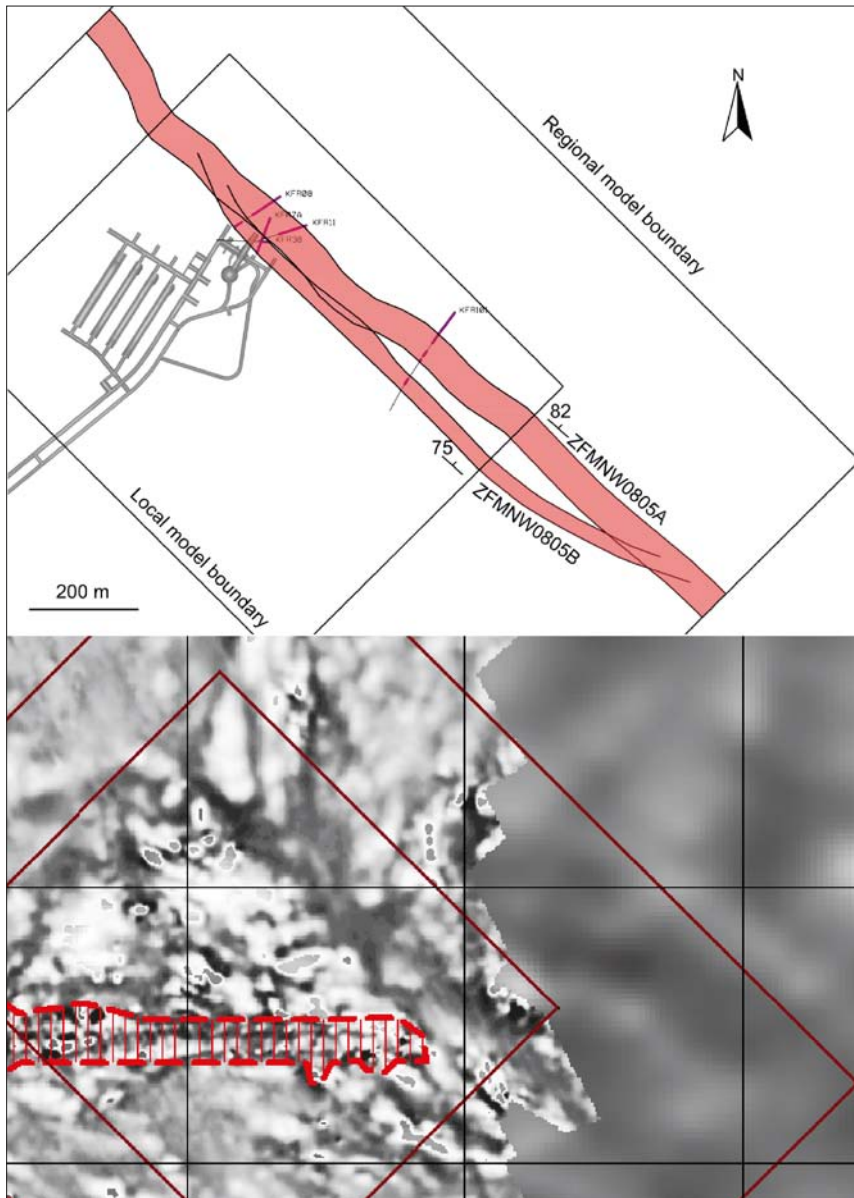 N
Regional model boundary
KFR08
KFR7A
KFR11
KFR38
KFR101
82
ZFMNW0805A
75
ZFMNW0805B
Local model boundary
200 m